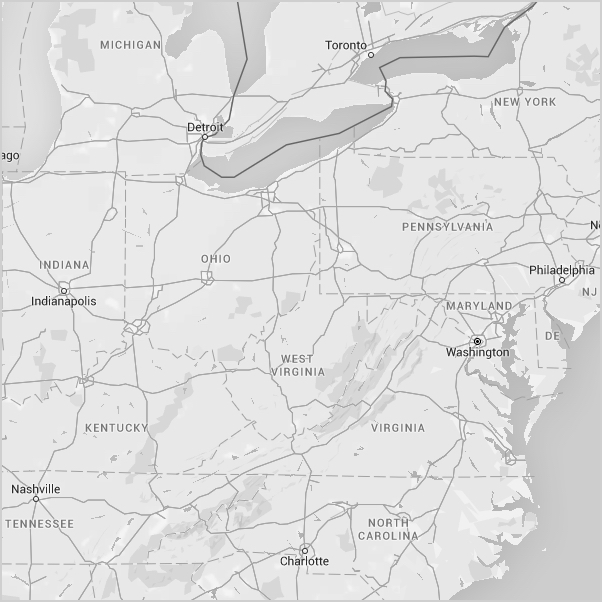 MICHIGAN
Toronto
NEW YORK
Detroit
ago
PENNSYLVANIA
OHIO
INDIANA
Philadelphia
NJ
Indianapolis
MARYLAND
DE
Washington
WEST
VIRGINIA
KENTUCKY
VIRGINIA
Nashville
TENNESSEE
NORTH
CAROLINA
Charlotte